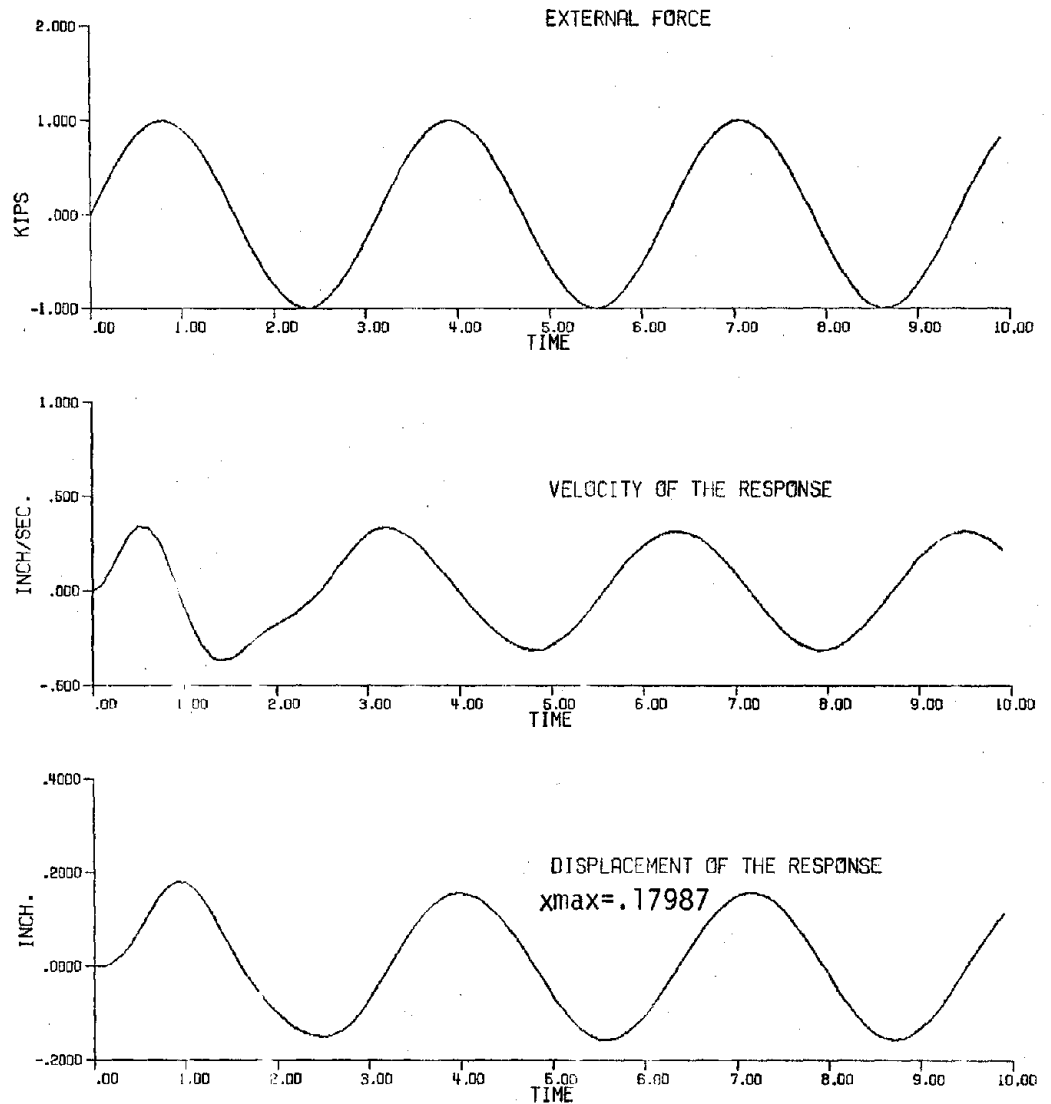 EXTERNAL FORCE
2.000
1.000
.000
-1.000
KIPS
.00 1.00 2.00 3.00 4.00 5.00 6.00 7.00 8.00 9.00 10.00
TIME
1.000
.500
.000
-.500
INCH/SEC.
VELOCITY OF THE RESPONSE
.00 1.00 2.00 3.00 4.00 5.00 6.00 7.00 8.00 9.00 10.00
TIME
.4000
.2000
.0000
-.2000
INCH.
DISPLACEMENT OF THE RESPONSE
xmax=.17987
.00 1.00 2.00 3.00 4.00 5.00 6.00 7.00 8.00 9.00 10.00
TIME